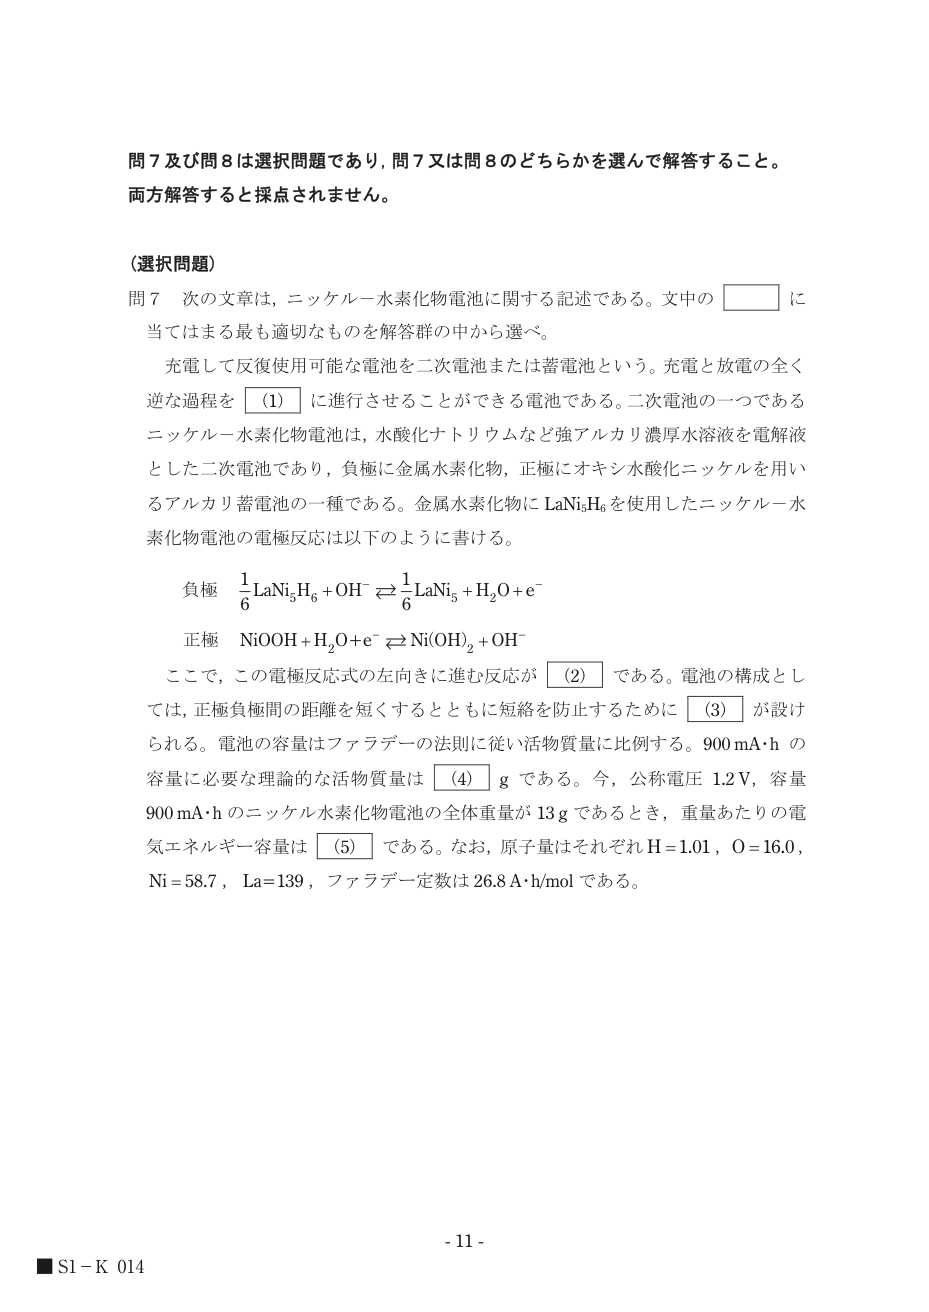 問7及び問8は選択問題であり,問7又は問8のどちらかを選んで解答すること。
両方解答すると採点されません。
(選択問題)
問7 次の文章は,ニッケル－水素化物電池に関する記述である。文中の に
当てはまる最も適切なものを解答群の中から選べ。
充電して反復使用可能な電池を二次電池または蓄電池という。充電と放電の全く
逆な過程を (1) に進行させることができる電池である。二次電池の一つである
ニッケル－水素化物電池は,水酸化ナトリウムなど強アルカリ濃厚水溶液を電解液
とした二次電池であり,負極に金属水素化物,正極にオキシ水酸化ニッケルを用い
るアルカリ蓄電池の一種である。金属水素化物に LaNi₅H₆ を使用したニッケル－水
素化物電池の電極反応は以下のように書ける。
負極 1/6 LaNi₅H₆ + OH⁻ ⇄ 1/6 LaNi₅ + H₂O + e⁻
正極 NiOOH + H₂O + e⁻ ⇄ Ni(OH)₂ + OH⁻
ここで,この電極反応式の左向きに進む反応が (2) である。電池の構成とし
ては,正極負極間の距離を短くするとともに短絡を防止するために (3) が設け
られる。電池の容量はファラデーの法則に従い活物質量に比例する。900 mA・h の
容量に必要な理論的な活物質量は (4) g である。今,公称電圧 1.2 V,容量
900 mA・h のニッケル水素化物電池の全体重量が 13 g であるとき,重量あたりの電
気エネルギー容量は (5) である。なお,原子量はそれぞれ H = 1.01 , O = 16.0 ,
Ni = 58.7 , La=139 ,ファラデー定数は 26.8 A・h/mol である。
- 11 -
■ S1－K 014